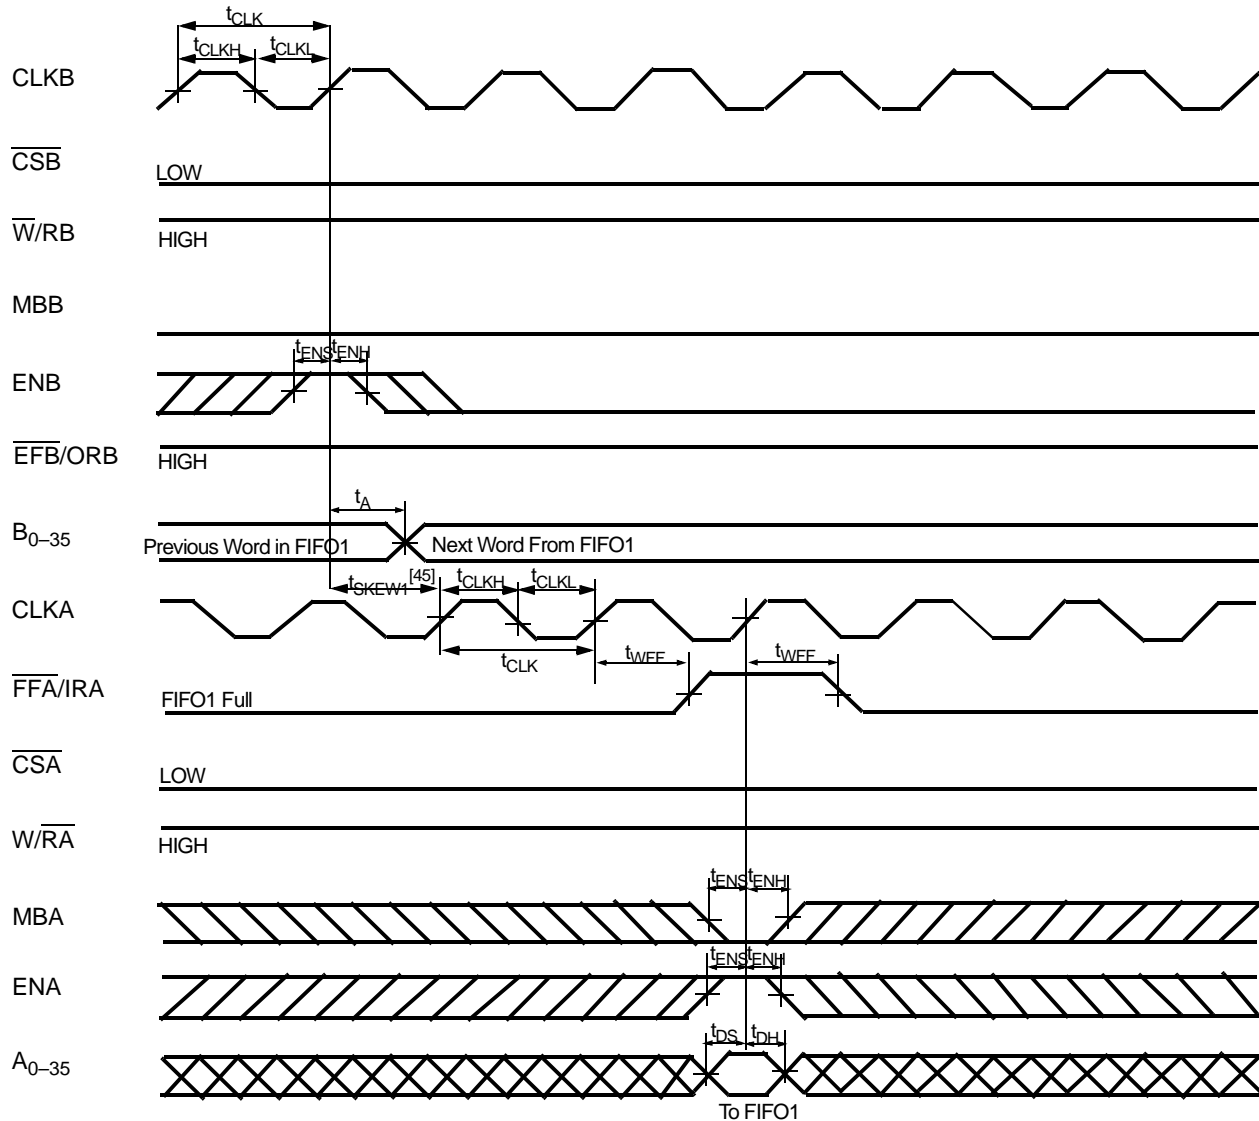 tCLK
tCLKH tCLKL
CLKB
CSB
LOW
W/RB
HIGH
MBB
tENS tENH
ENB
EFB/ORB
HIGH
tA
B0–35
Previous Word in FIFO1 Next Word From FIFO1
tSKEW1[45] tCLKH tCLKL
CLKA
tCLK tWFF tWFF
FFA/IRA
FIFO1 Full
CSA
LOW
W/RA
HIGH
tENS tENH
MBA
tENS tENH
ENA
tDS tDH
A0–35
To FIFO1